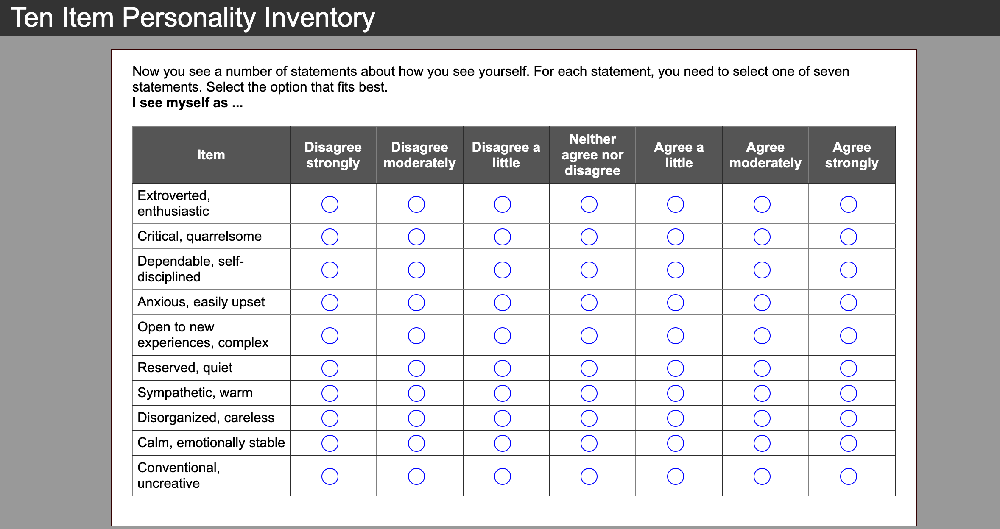 Ten Item Personality Inventory
Now you see a number of statements about how you see yourself. For each statement, you need to select one of seven
statements. Select the option that fits best.
I see myself as ...
Item
Disagree
strongly
Disagree
moderately
Disagree a
little
Neither
agree nor
disagree
Agree a
little
Agree
moderately
Agree
strongly
Extroverted,
enthusiastic
Critical, quarrelsome
Dependable, self-
disciplined
Anxious, easily upset
Open to new
experiences, complex
Reserved, quiet
Sympathetic, warm
Disorganized, careless
Calm, emotionally stable
Conventional,
uncreative